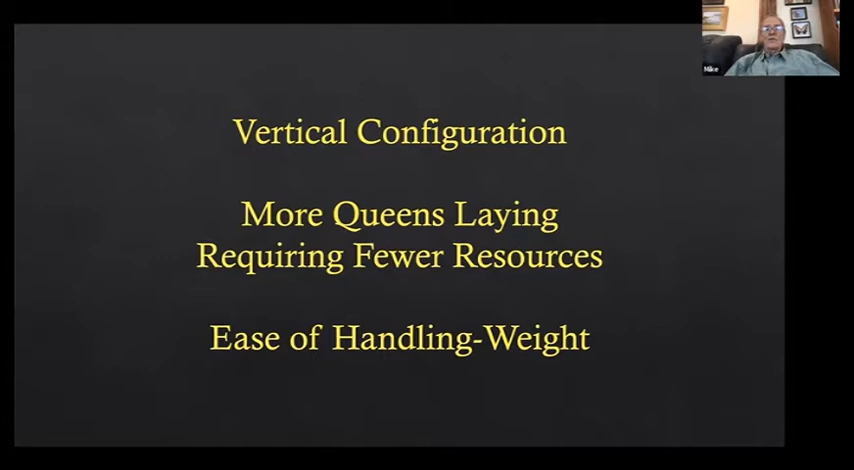 Mike
Vertical Configuration
More Queens Laying
Requiring Fewer Resources
Ease of Handling-Weight